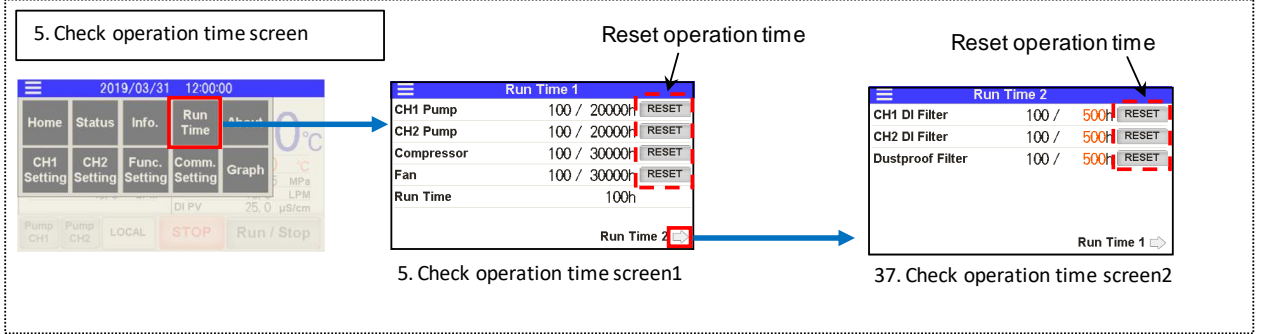 5. Check operation time screen
2019/03/31 12:00:00
Home Status Info. Run Time About
0 °C
CH1 Setting CH2 Setting Func. Setting Comm. Setting Graph
°C
MPa
LPM
DI PV 25.0 μS/cm
Pump CH1 Pump CH2 LOCAL STOP Run / Stop
Reset operation time
Run Time 1
CH1 Pump 100 / 20000h RESET
CH2 Pump 100 / 20000h RESET
Compressor 100 / 30000h RESET
Fan 100 / 30000h RESET
Run Time 100h
Run Time 2
5. Check operation time screen1
Reset operation time
Run Time 2
CH1 DI Filter 100 / 500h RESET
CH2 DI Filter 100 / 500h RESET
Dustproof Filter 100 / 500h RESET
Run Time 1
37. Check operation time screen2